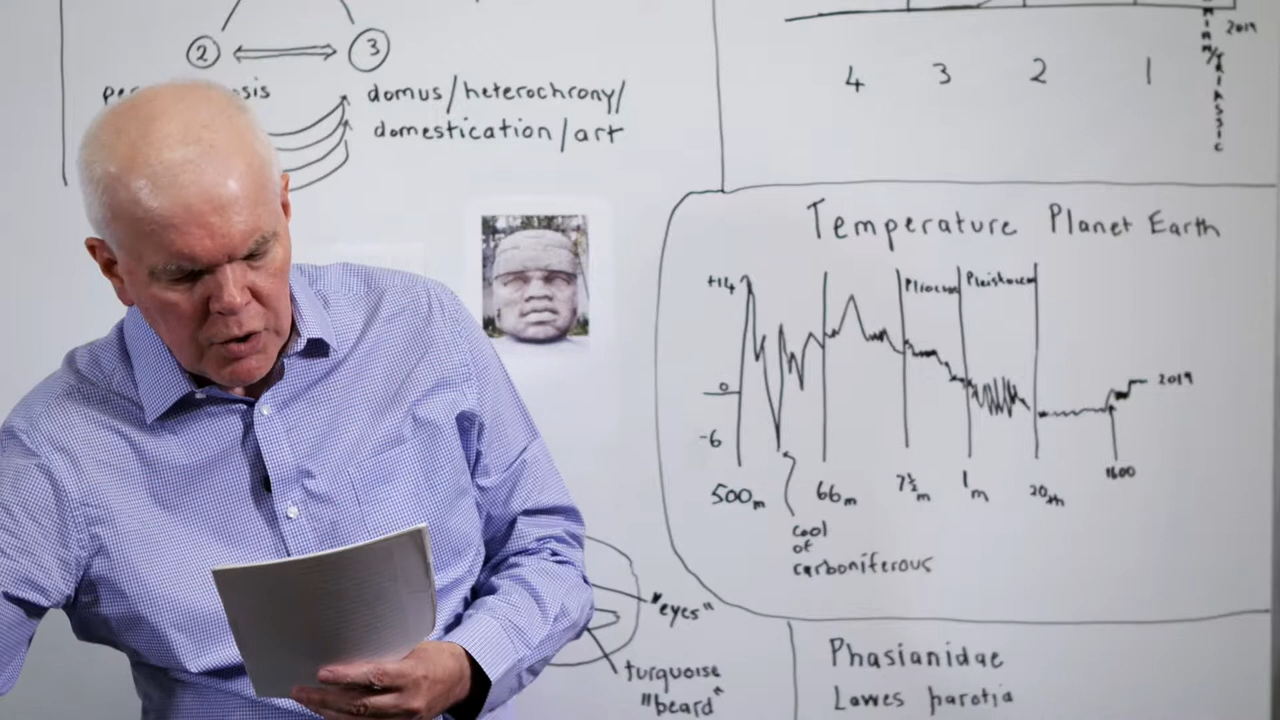 2 3
domus/heterochrony/
domestication/art
2019
4 3 2 1
TRIASSIC
Temperature Planet Earth
+14
Pliocene Pleistocene
0
2019
-6
500m 66m 7½m 1m 20th 1600
cool
of
carboniferous
"eyes"
turquoise
"beard"
Phasianidae
Lawes parotia